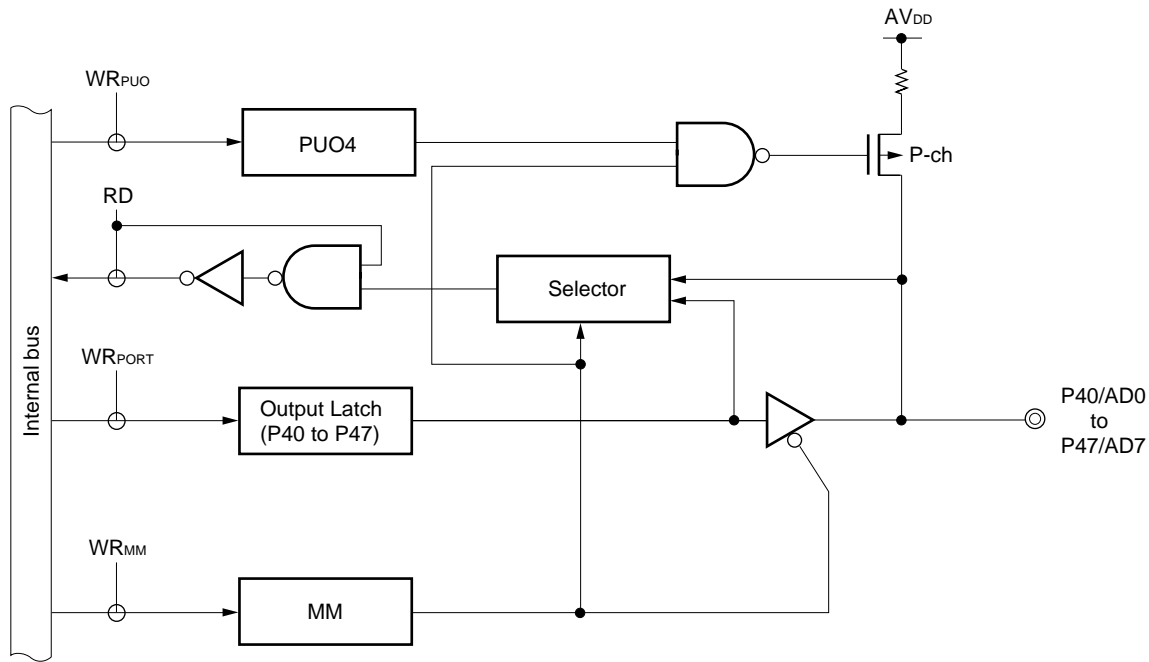 AVDD
WRPUO
PUO4
P-ch
RD
Selector
Internal bus
WRPORT
Output Latch
(P40 to P47)
P40/AD0
to
P47/AD7
WRMM
MM